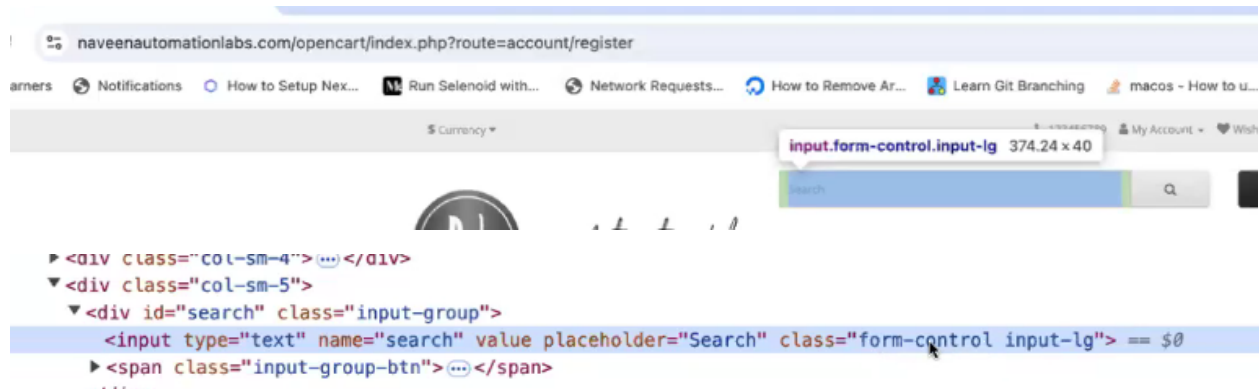 naveenautomationlabs.com/opencart/index.php?route=account/register
arners Notifications How to Setup Nex... Run Selenoid with... Network Requests... How to Remove Ar... Learn Git Branching macos - How to u...
$ Currency 123456789 My Account Wish
input.form-control.input-lg 374.24 × 40
Search
<div class="col-sm-4">…</div>
<div class="col-sm-5">
<div id="search" class="input-group">
<input type="text" name="search" value placeholder="Search" class="form-control input-lg"> == $0
<span class="input-group-btn">…</span>